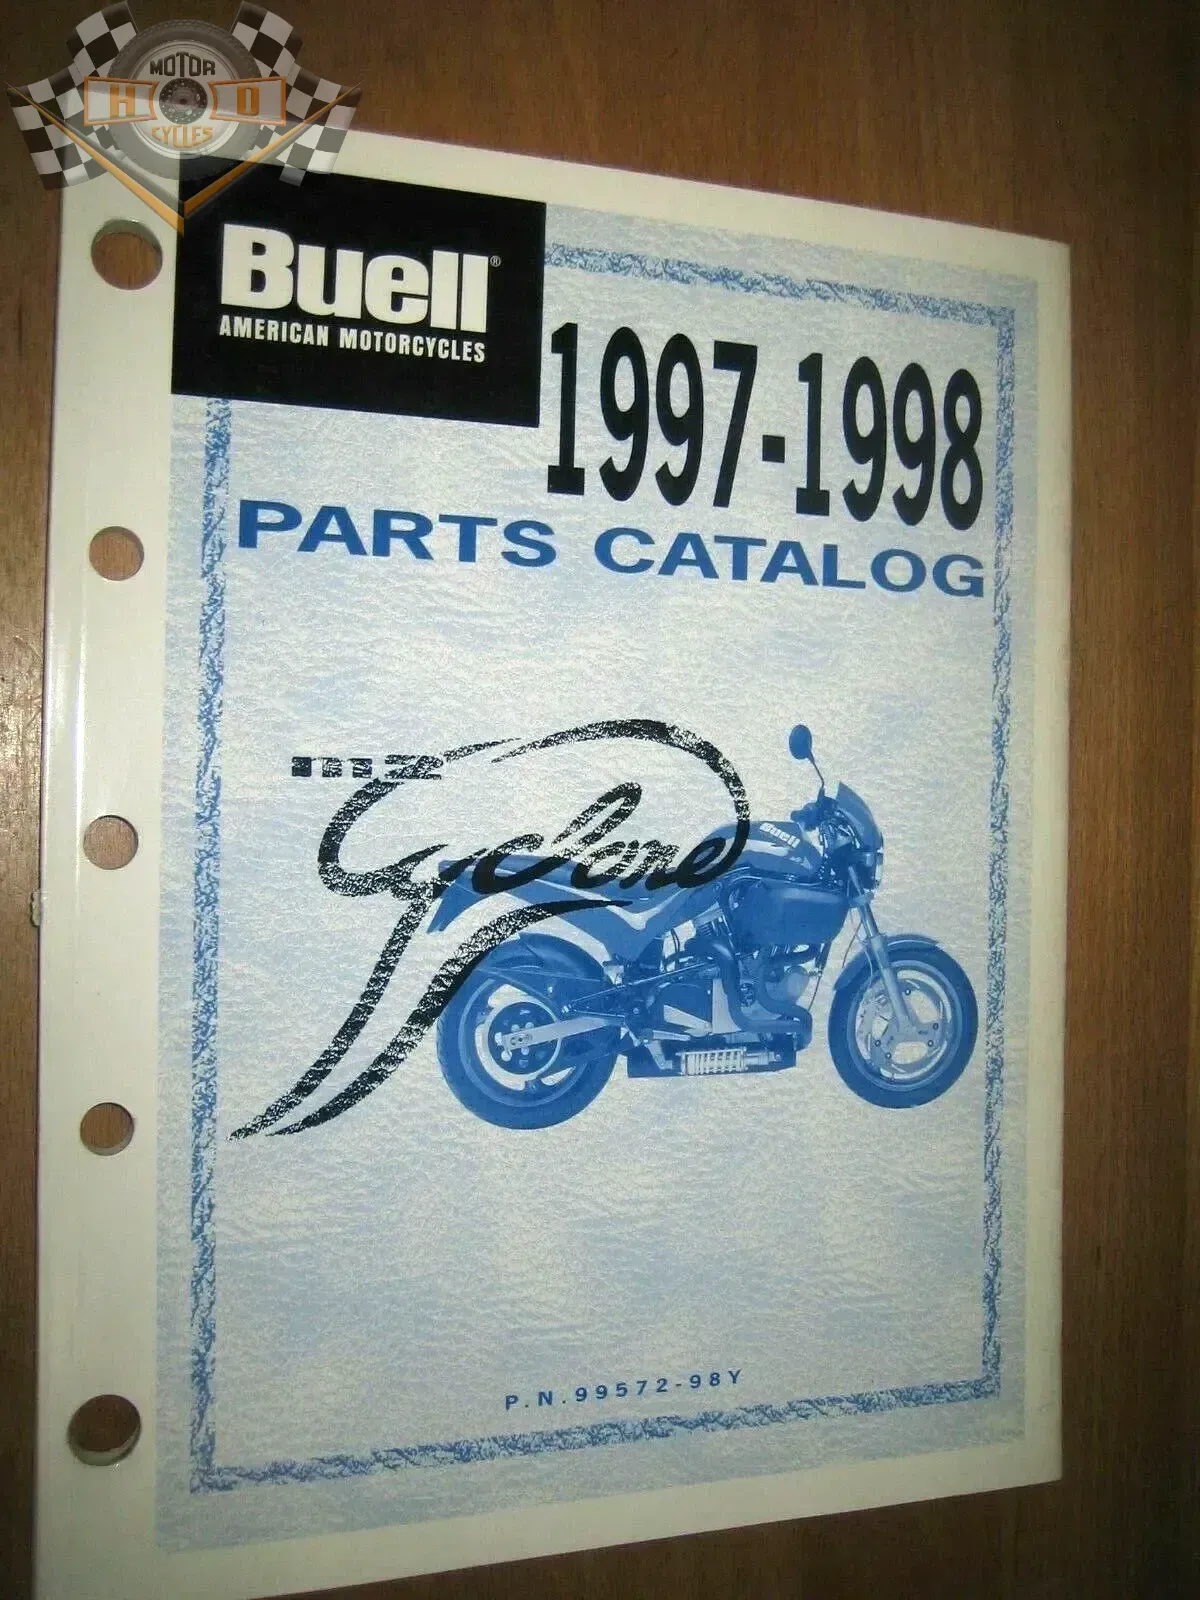 MOTOR
H D
CYCLES
Buell®
AMERICAN MOTORCYCLES
1997-1998
PARTS CATALOG
m2
Cyclone
Buell
P.N.99572-98Y